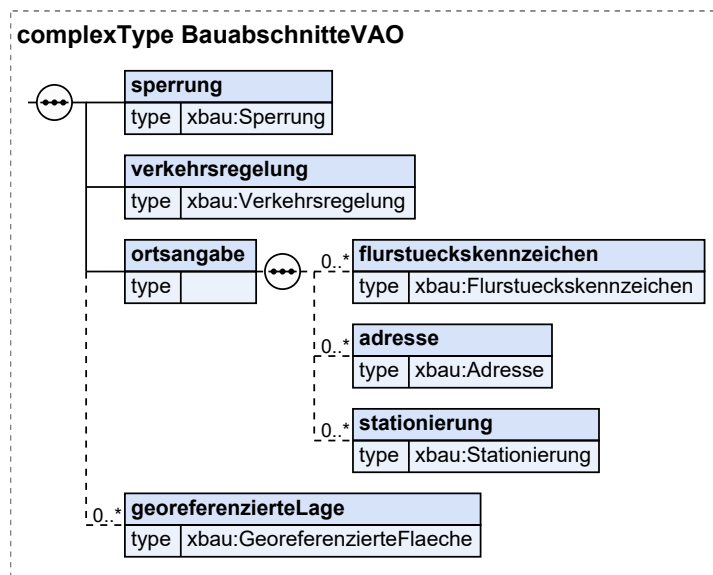 complexType BauabschnitteVAO
sperrung
type xbau:Sperrung
verkehrsregelung
type xbau:Verkehrsregelung
ortsangabe
type
0..* flurstueckskennzeichen
type xbau:Flurstueckskennzeichen
0..* adresse
type xbau:Adresse
0..* stationierung
type xbau:Stationierung
0..* georeferenzierteLage
type xbau:GeoreferenzierteFlaeche